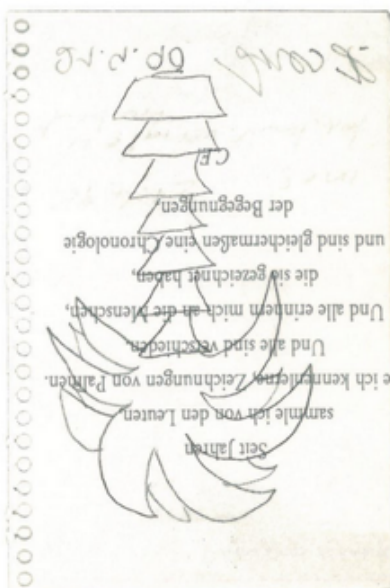 Seit Jahren
sammle ich von den Leuten,
ie ich kennenlerne, Zeichnungen von Palmen.
Und alle sind verschieden.
Und alle erinnern mich an die Menschen,
die sie gezeichnet haben,
und sind gleichermaßen eine Chronologie
der Begegnungen.